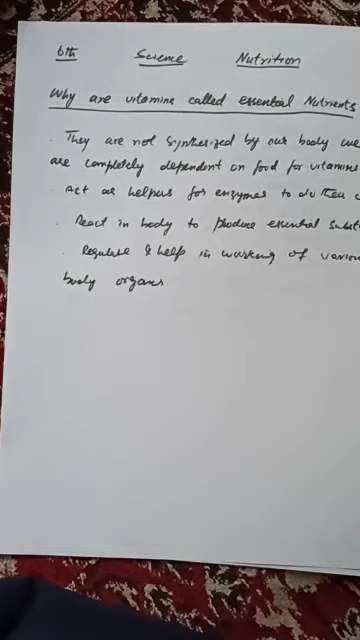 6th Science Nutrition
Why are vitamins called essential Nutrients
. They are not synthesized by our body we
are completely dependent on food for vitamins
. Act as helpers for enzymes to do their
. React in body to produce essential
. Regulate & help in working of various
body organs